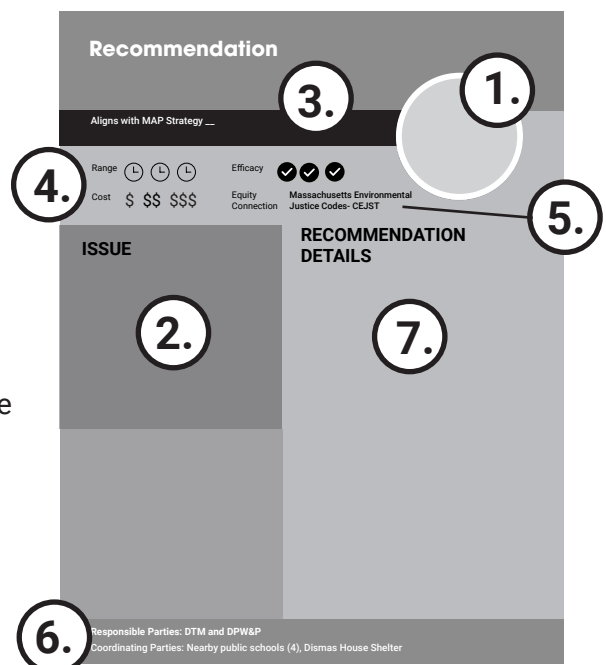 Recommendation
1.
3.
Aligns with MAP Strategy __
4.
Range
Efficacy
Cost $ $$ $$$
Equity Connection
Massachusetts Environmental
Justice Codes- CEJST
5.
ISSUE
RECOMMENDATION
DETAILS
2.
7.
e
6.
Responsible Parties: DTM and DPW&P
Coordinating Parties: Nearby public schools (4), Dismas House Shelter